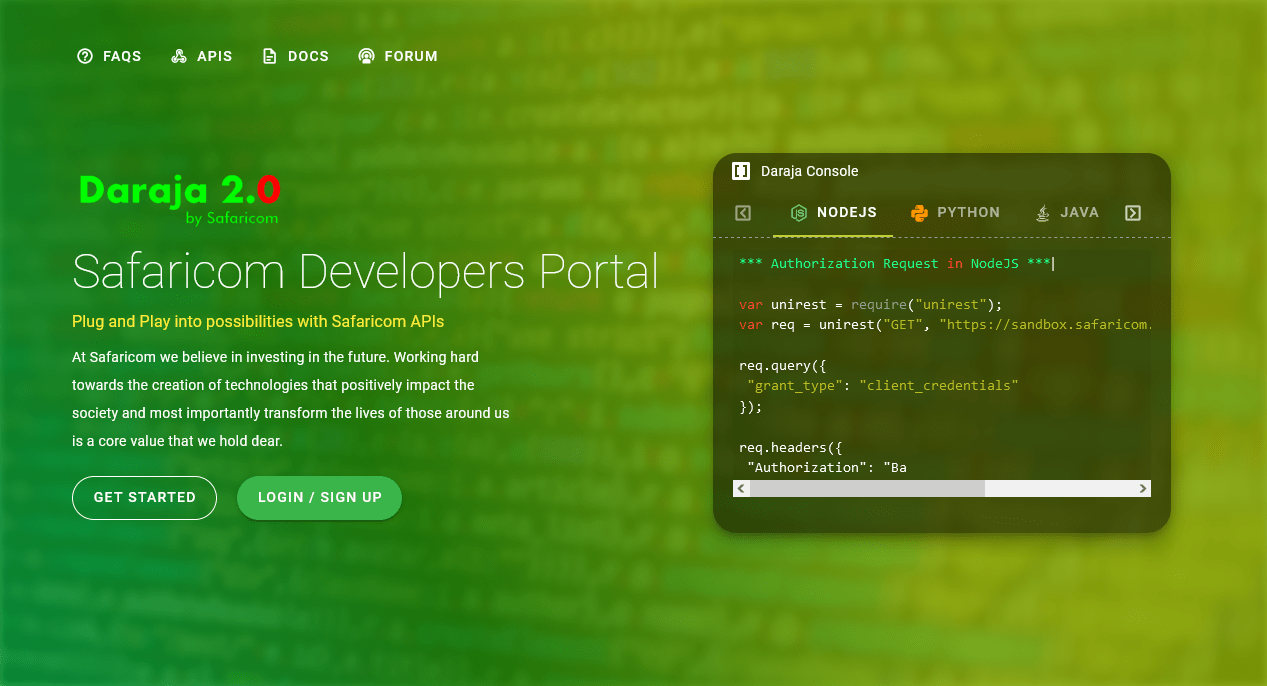 FAQS APIS DOCS FORUM
Daraja 2.0
by Safaricom
Safaricom Developers Portal
Plug and Play into possibilities with Safaricom APIs
At Safaricom we believe in investing in the future. Working hard
towards the creation of technologies that positively impact the
society and most importantly transform the lives of those around us
is a core value that we hold dear.
GET STARTED LOGIN / SIGN UP
Daraja Console
NODEJS PYTHON JAVA
*** Authorization Request in NodeJS ***
var unirest = require("unirest");
var req = unirest("GET", "https://sandbox.safaricom.
req.query({
"grant_type": "client_credentials"
});
req.headers({
"Authorization": "Ba